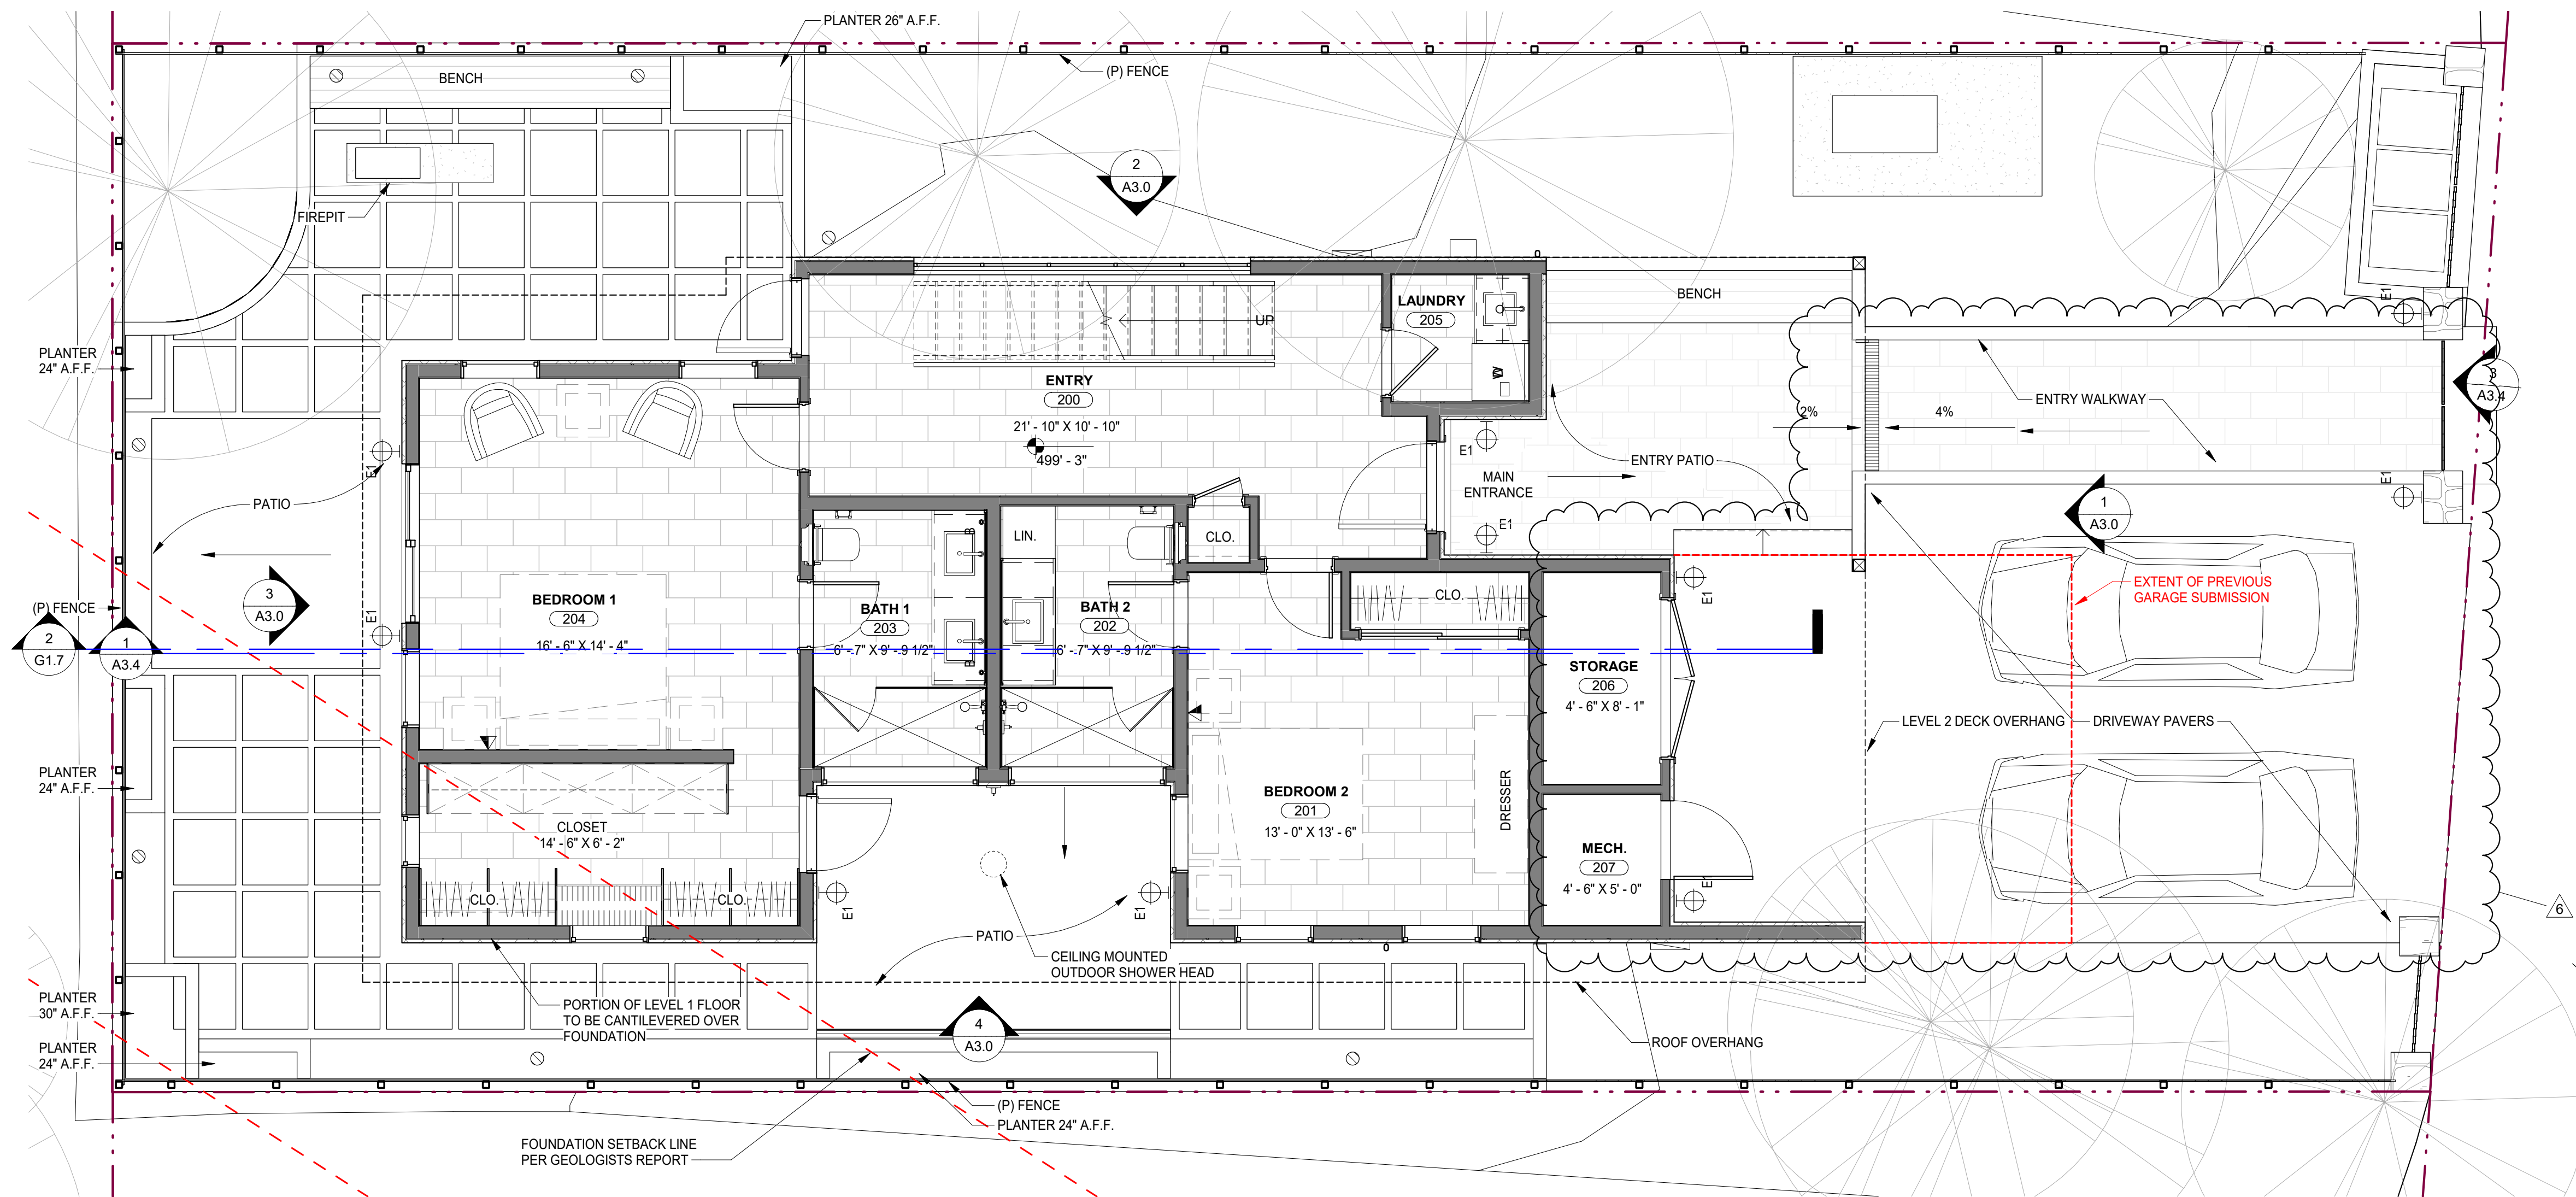 PLANTER 26" A.F.F.
BENCH
(P) FENCE
2
A3.0
FIREPIT
PLANTER
24" A.F.F.
LAUNDRY
205
BENCH
UP
ENTRY
200
21' - 10" X 10' - 10"
499' - 3"
E1
3
A3.4
ENTRY WALKWAY
2%
4%
E1
E1
MAIN
ENTRANCE
ENTRY PATIO
E1
E1
1
A3.0
PATIO
E1
LIN.
CLO.
3
A3.0
(P) FENCE
2
G1.7
1
A3.4
E1
BEDROOM 1
204
16' - 6" X 14' - 4"
BATH 1
203
6' - 7" X 9' - 9 1/2"
BATH 2
202
6' - 7" X 9' - 9 1/2"
CLO.
E1
EXTENT OF PREVIOUS
GARAGE SUBMISSION
STORAGE
206
4' - 6" X 8' - 1"
LEVEL 2 DECK OVERHANG
DRIVEWAY PAVERS
PLANTER
24" A.F.F.
CLOSET
14' - 6" X 6' - 2"
BEDROOM 2
201
13' - 0" X 13' - 6"
DRESSER
MECH.
207
4' - 6" X 5' - 0"
E1
CLO.
CLO.
E1
E1
6
PATIO
CEILING MOUNTED
OUTDOOR SHOWER HEAD
PLANTER
30" A.F.F.
PORTION OF LEVEL 1 FLOOR
TO BE CANTILEVERED OVER
FOUNDATION
4
A3.0
ROOF OVERHANG
PLANTER
24" A.F.F.
(P) FENCE
PLANTER 24" A.F.F.
FOUNDATION SETBACK LINE
PER GEOLOGISTS REPORT